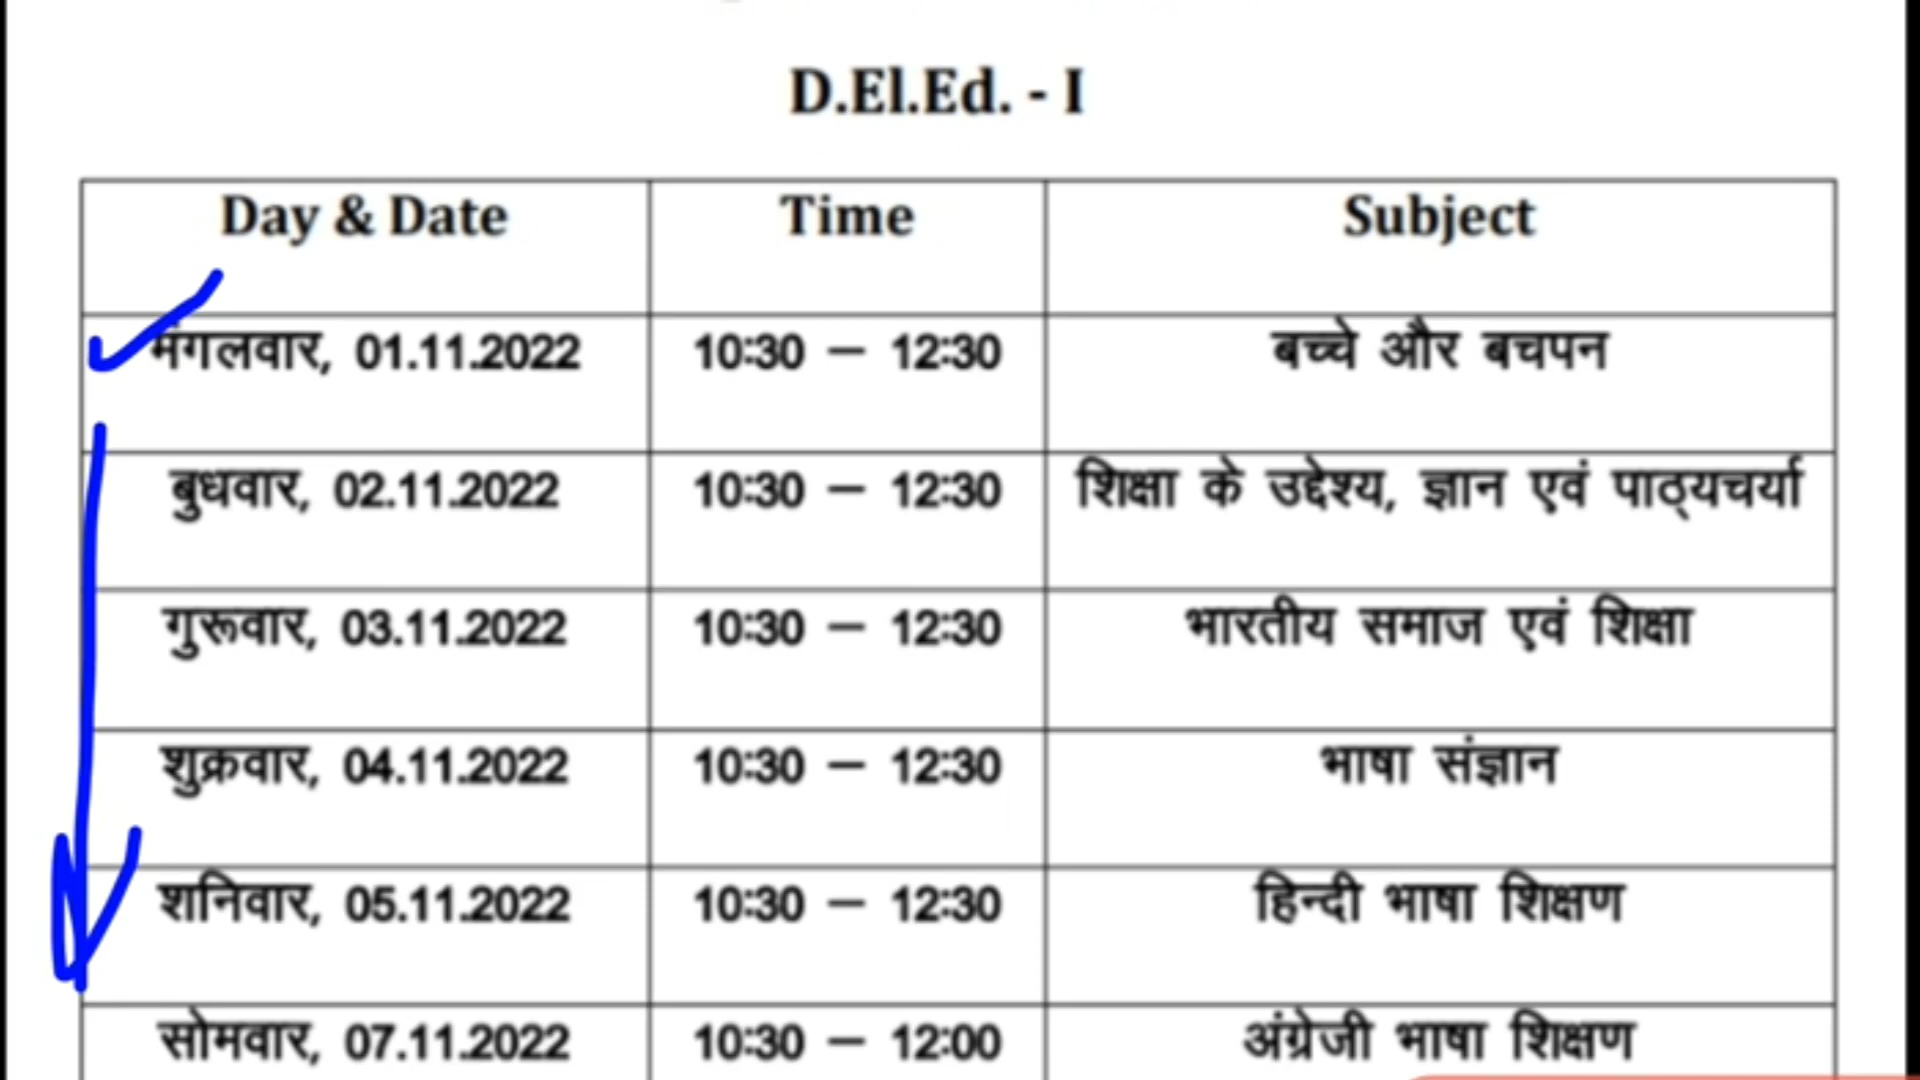 D.El.Ed. - I
Day & Date Time Subject
मंगलवार, 01.11.2022 10:30 – 12:30 बच्चे और बचपन
बुधवार, 02.11.2022 10:30 – 12:30 शिक्षा के उद्देश्य, ज्ञान एवं पाठ्यचर्या
गुरूवार, 03.11.2022 10:30 – 12:30 भारतीय समाज एवं शिक्षा
शुक्रवार, 04.11.2022 10:30 – 12:30 भाषा संज्ञान
शनिवार, 05.11.2022 10:30 – 12:30 हिन्दी भाषा शिक्षण
सोमवार, 07.11.2022 10:30 – 12:00 अंग्रेजी भाषा शिक्षण